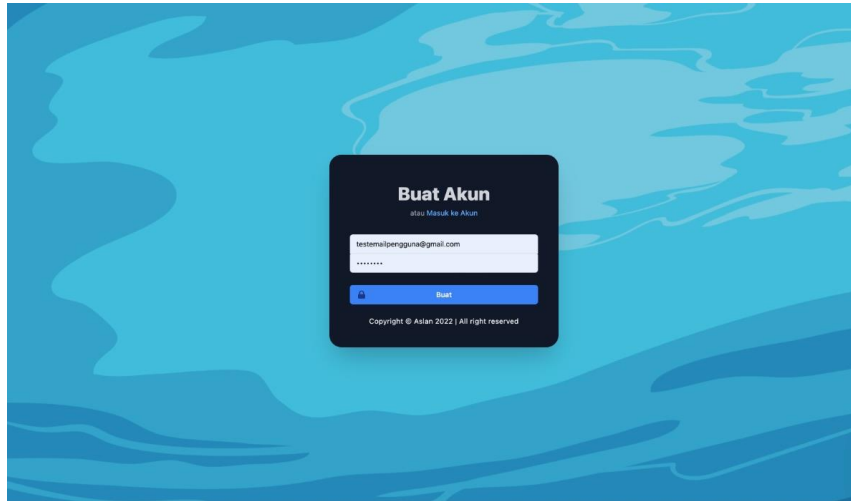 Buat Akun
atau Masuk ke Akun
testemailpengguna@gmail.com
••••••••
Buat
Copyright © Aslan 2022 | All right reserved